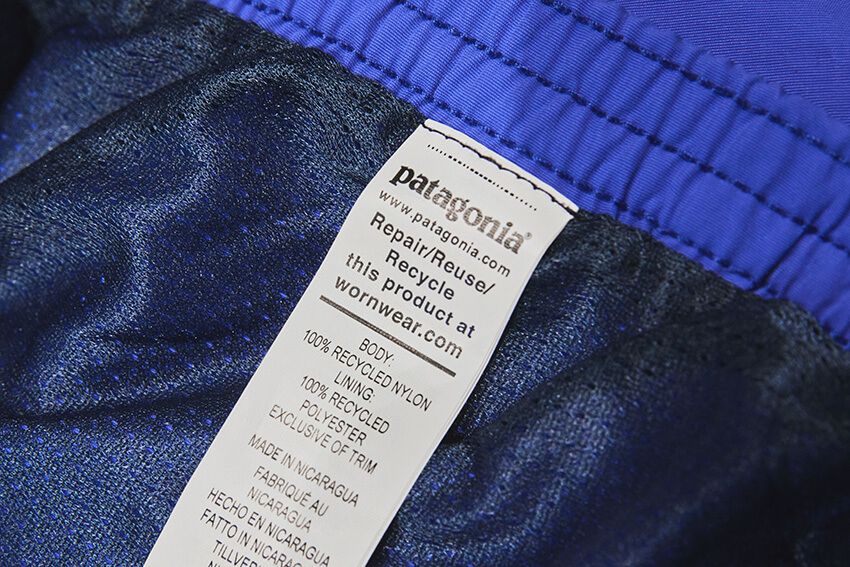 patagonia®
www.patagonia.com
Repair/Reuse/
Recycle
this product at
wornwear.com
BODY:
100% RECYCLED NYLON
LINING:
100% RECYCLED
POLYESTER
EXCLUSIVE OF TRIM
MADE IN NICARAGUA
FABRIQUÉ AU
NICARAGUA
HECHO EN NICARAGUA
FATTO IN NICARAGUA